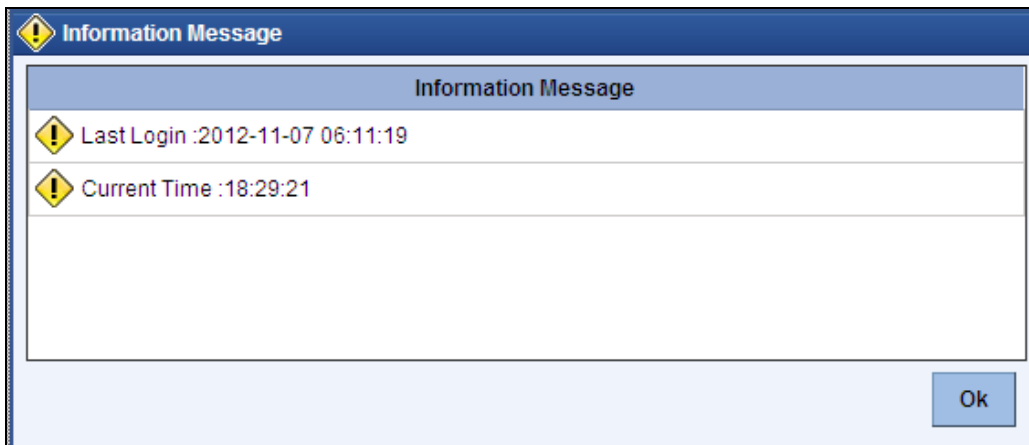 Information Message
Information Message
Last Login :2012-11-07 06:11:19
Current Time :18:29:21
Ok